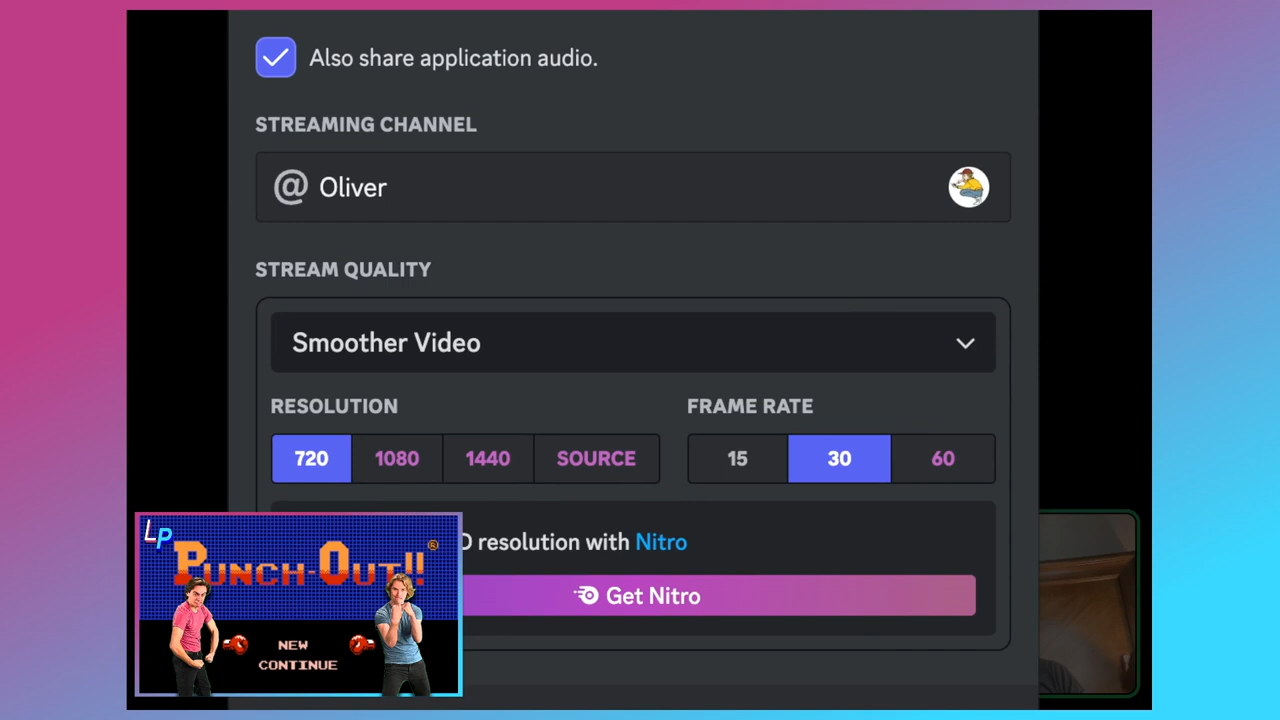 Also share application audio.
STREAMING CHANNEL
@ Oliver
STREAM QUALITY
Smoother Video
RESOLUTION
FRAME RATE
720 1080 1440 SOURCE
15 30 60
D resolution with Nitro
Get Nitro
LP
PUNCH-OUT!!®
NEW
CONTINUE